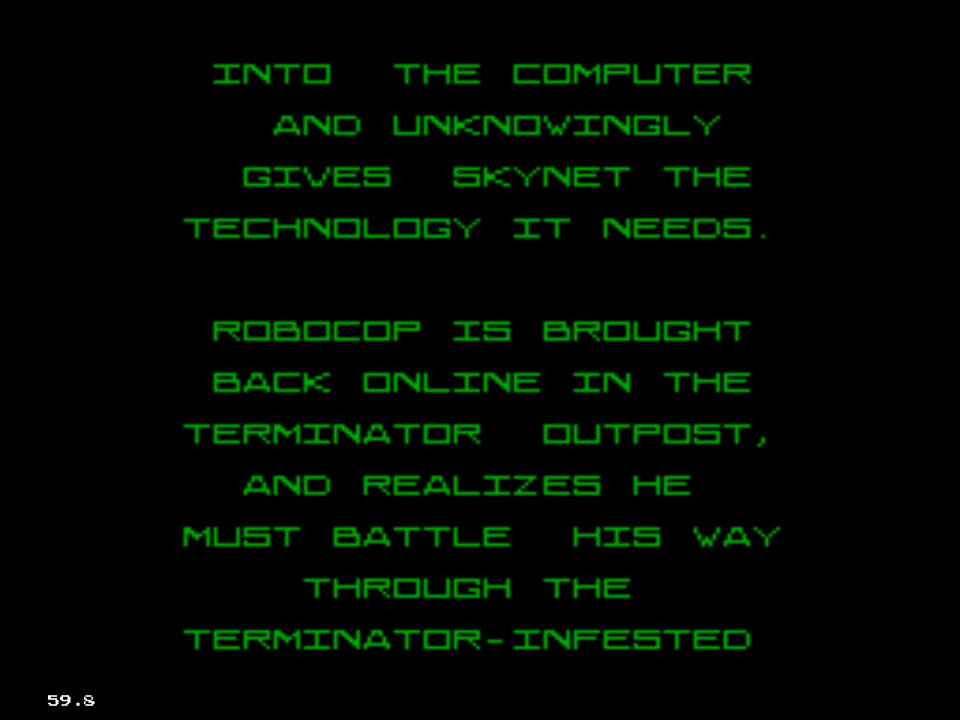 INTO THE COMPUTER
AND UNKNOWINGLY
GIVES SKYNET THE
TECHNOLOGY IT NEEDS.
ROBOCOP IS BROUGHT
BACK ONLINE IN THE
TERMINATOR OUTPOST,
AND REALIZES HE
MUST BATTLE HIS WAY
THROUGH THE
TERMINATOR-INFESTED
59.8